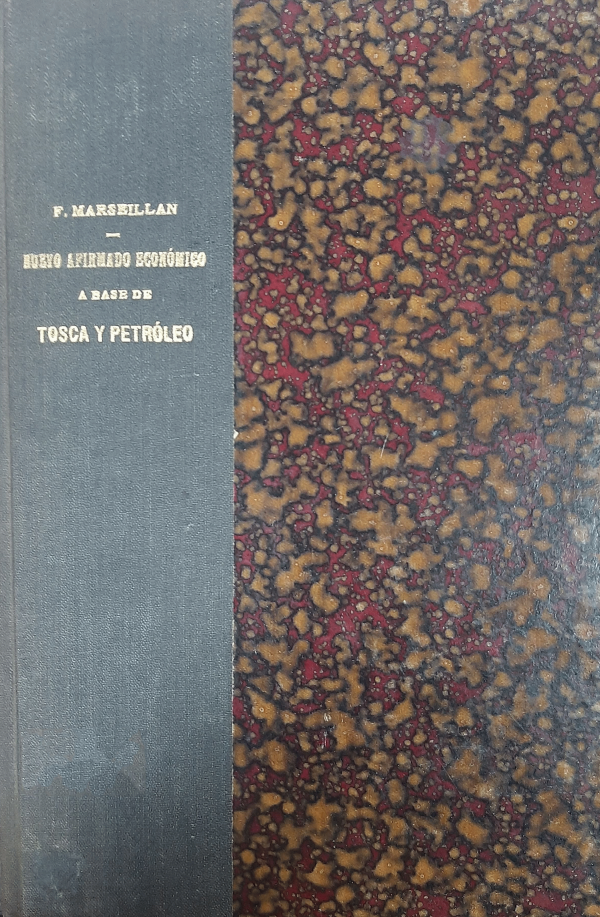 F. MARSEILLAN
NUEVO AFIRMADO ECONÓMICO
A BASE DE
TOSCA Y PETRÓLEO